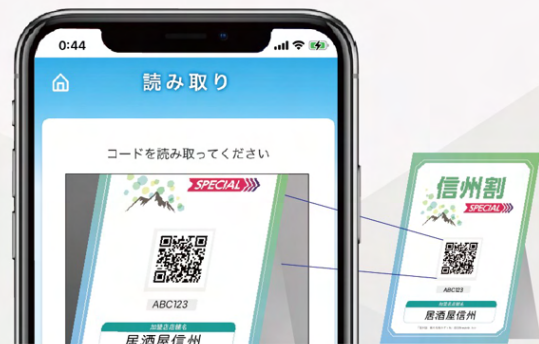 0:44
読み取り
コードを読み取ってください
SPECIAL
ABC123
加盟店店舗名
居酒屋信州
信州割
SPECIAL
ABC123
加盟店店舗名
居酒屋信州